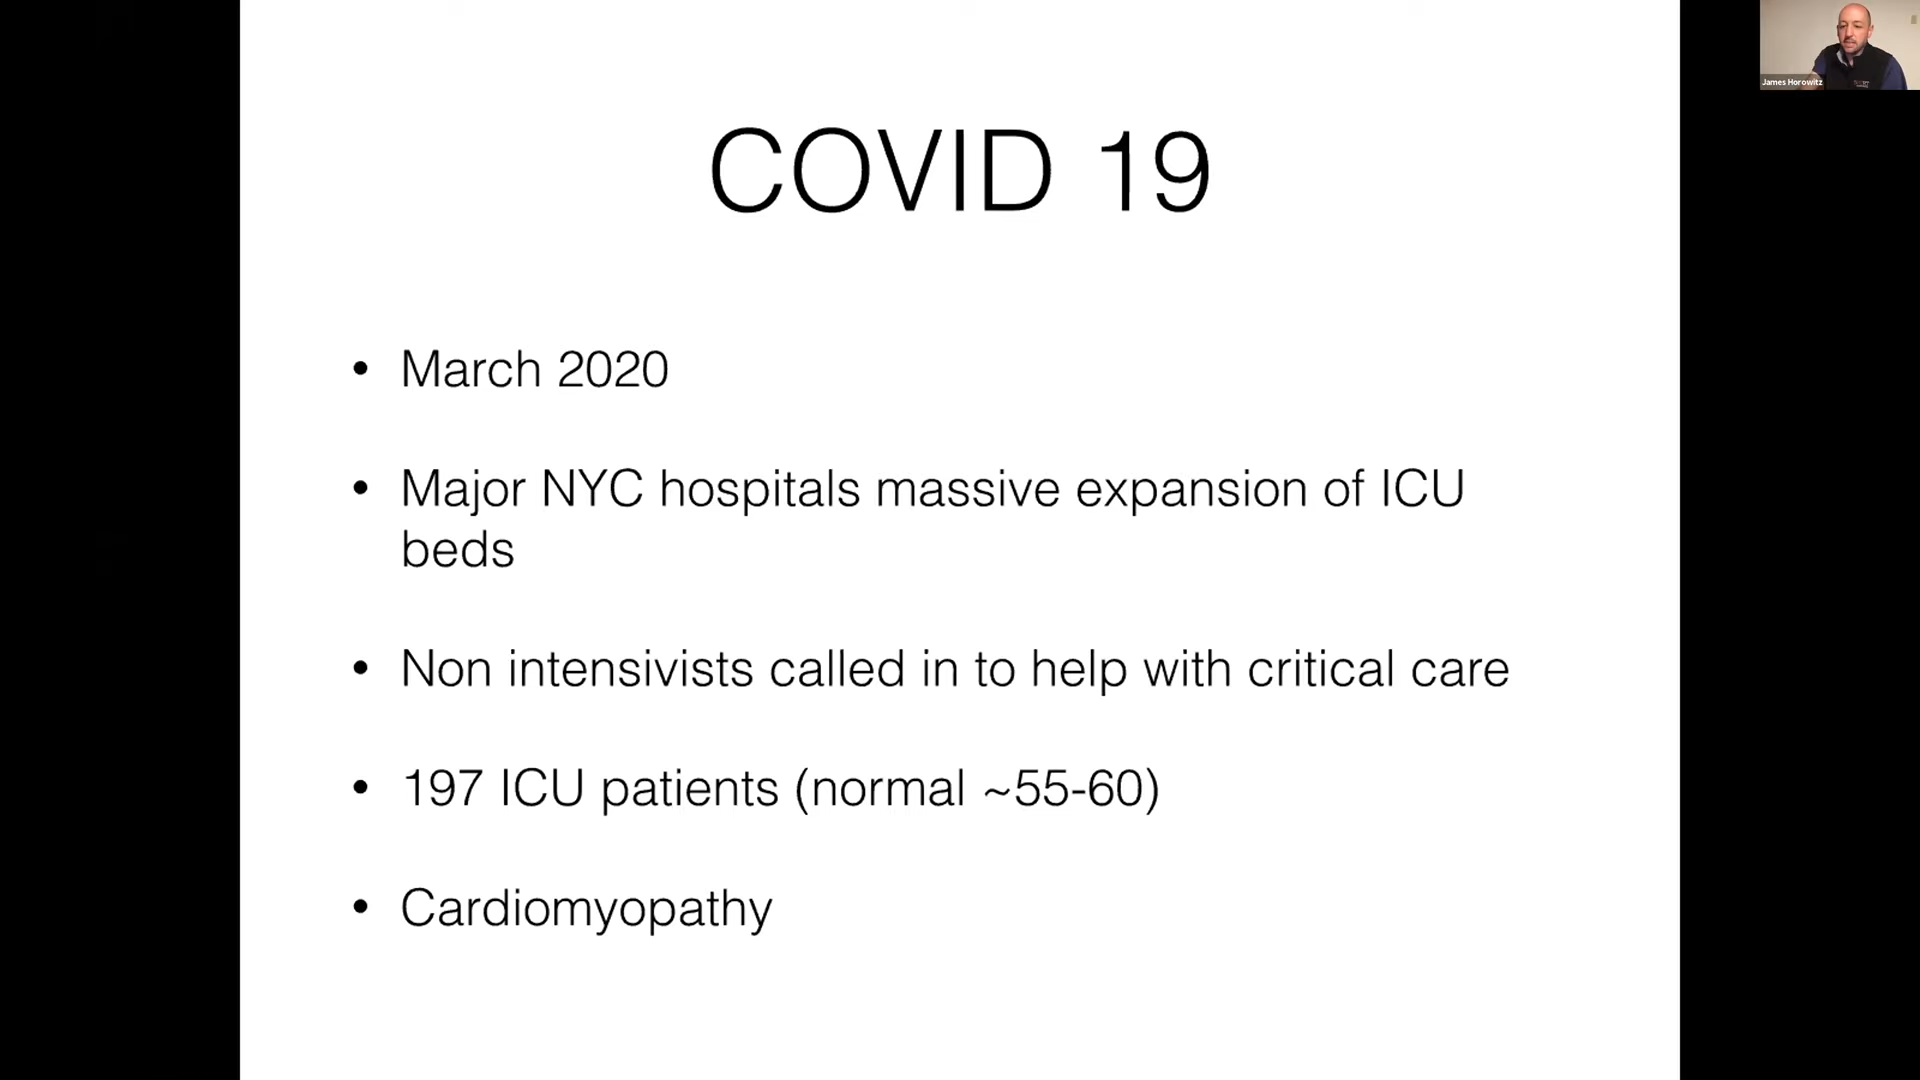 James Horowitz
COVID 19
• March 2020
• Major NYC hospitals massive expansion of ICU
beds
• Non intensivists called in to help with critical care
• 197 ICU patients (normal ~55-60)
• Cardiomyopathy